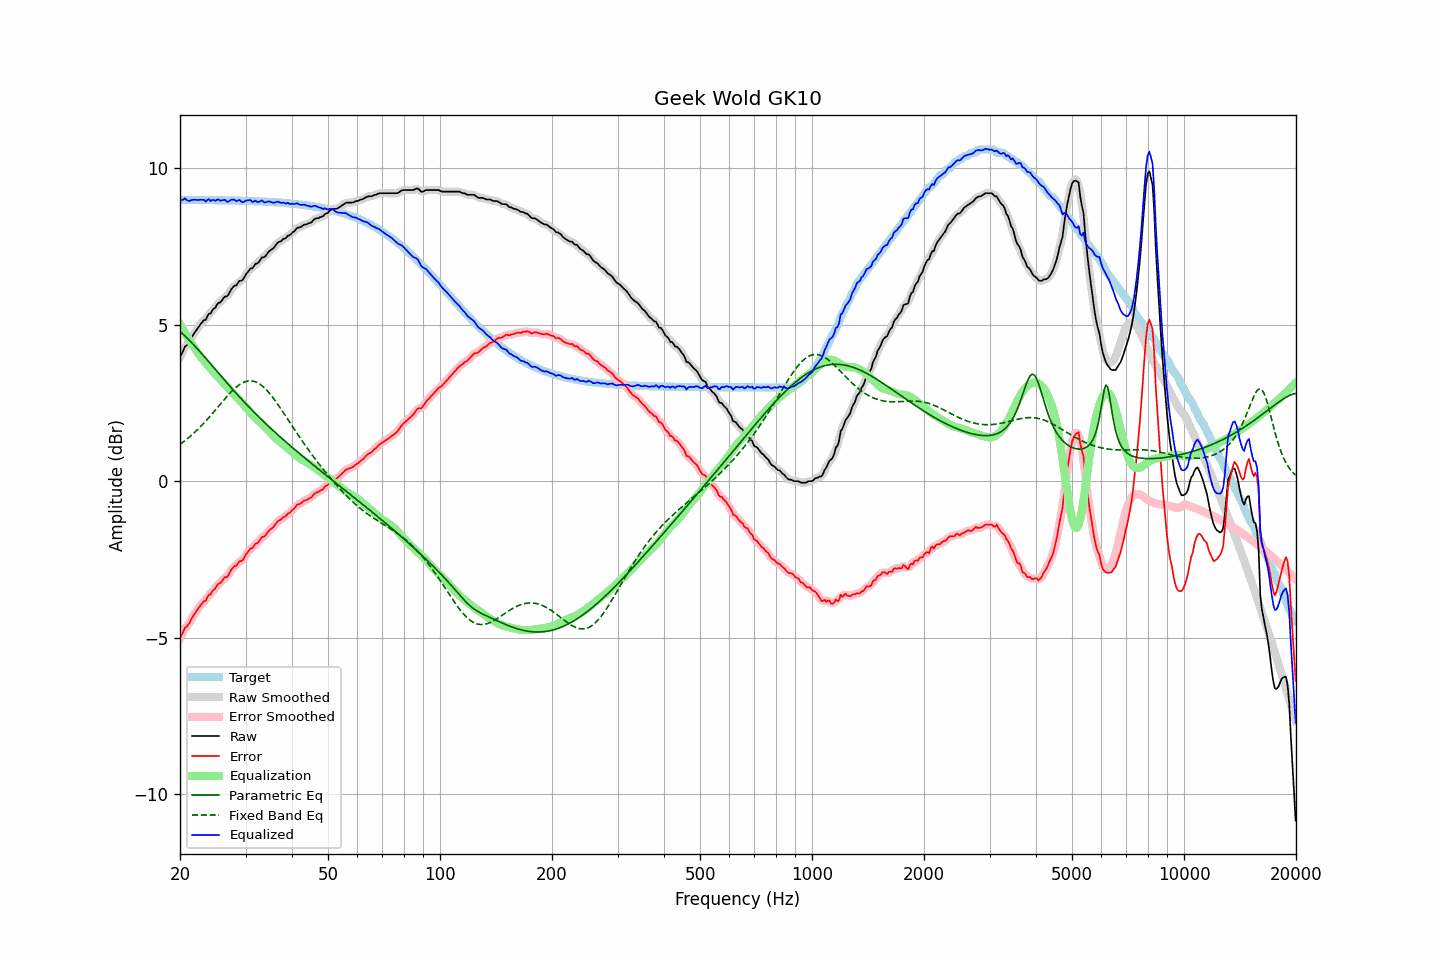 Geek Wold GK10
Amplitude (dBr)
10
5
0
−5
−10
Target
Raw Smoothed
Error Smoothed
Raw
Error
Equalization
Parametric Eq
Fixed Band Eq
Equalized
20 50 100 200 500 1000 2000 5000 10000 20000
Frequency (Hz)